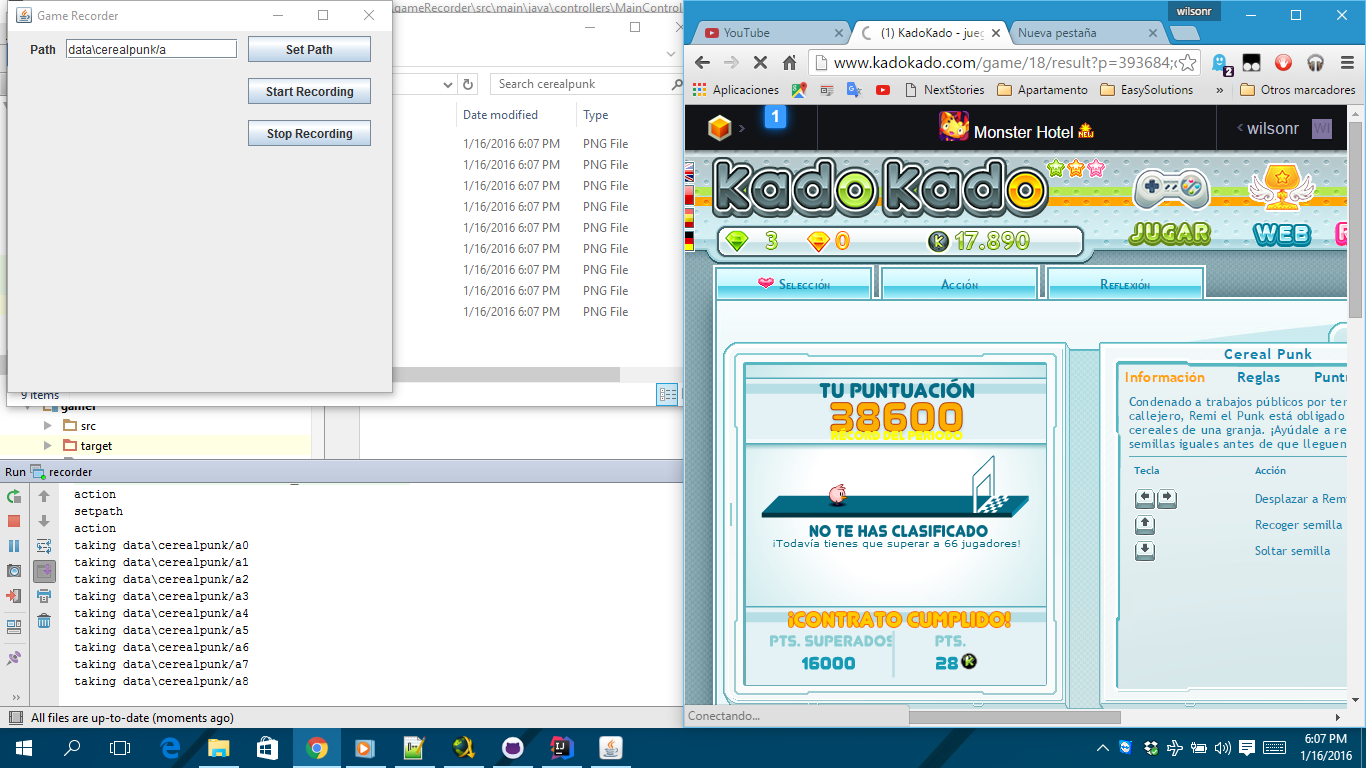 Game Recorder
Path
data\cerealpunk/a
Set Path
Start Recording
Stop Recording
gameRecorder\src\main\java\controllers\MainControl
Search cerealpunk
Date modified
Type
1/16/2016 6:07 PM PNG File
1/16/2016 6:07 PM PNG File
1/16/2016 6:07 PM PNG File
1/16/2016 6:07 PM PNG File
1/16/2016 6:07 PM PNG File
1/16/2016 6:07 PM PNG File
1/16/2016 6:07 PM PNG File
1/16/2016 6:07 PM PNG File
1/16/2016 6:07 PM PNG File
9 items
gamer
src
target
Run recorder
action
setpath
action
taking data\cerealpunk/a0
taking data\cerealpunk/a1
taking data\cerealpunk/a2
taking data\cerealpunk/a3
taking data\cerealpunk/a4
taking data\cerealpunk/a5
taking data\cerealpunk/a6
taking data\cerealpunk/a7
taking data\cerealpunk/a8
All files are up-to-date (moments ago)
wilsonr
YouTube
(1) KadoKado - jueg
Nueva pestaña
www.kadokado.com/game/18/result?p=393684;
2
Aplicaciones
NextStories
Apartamento
EasySolutions
»
Otros marcadores
1
Monster Hotel
NEW
wilsonr
WI
KadoKado
JUGAR
WEB
3
0
K
17.890
Selección
Acción
Reflexión
TU PUNTUACIÓN
38600
RECORD DEL PERIODO
NO TE HAS CLASIFICADO
¡Todavía tienes que superar a 66 jugadores!
¡CONTRATO CUMPLIDO!
PTS. SUPERADOS
PTS.
16000
28 K
Cereal Punk
Información
Reglas
Puntu
Condenado a trabajos públicos por ter
callejero, Remi el Punk está obligado
cereales de una granja. ¡Ayúdale a re
semillas iguales antes de que lleguen
Tecla
Acción
Desplazar a Rem
Recoger semilla
Soltar semilla
Conectando...
6:07 PM
1/16/2016